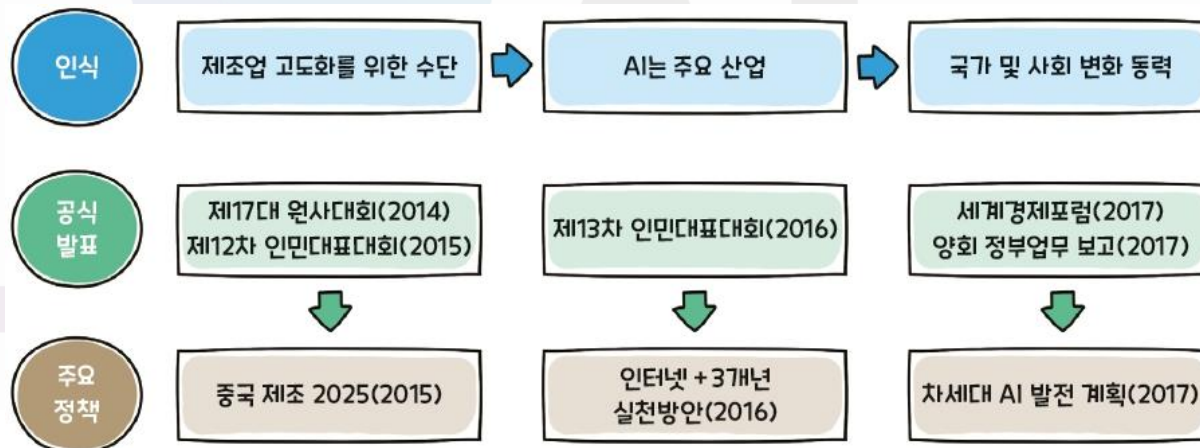 인식
제조업 고도화를 위한 수단
AI는 주요 산업
국가 및 사회 변화 동력
공식
발표
제17대 원사대회(2014)
제12차 인민대표대회(2015)
제13차 인민대표대회(2016)
세계경제포럼(2017)
양회 정부업무 보고(2017)
주요
정책
중국 제조 2025(2015)
인터넷 +3개년
실천방안(2016)
차세대 AI 발전 계획(2017)